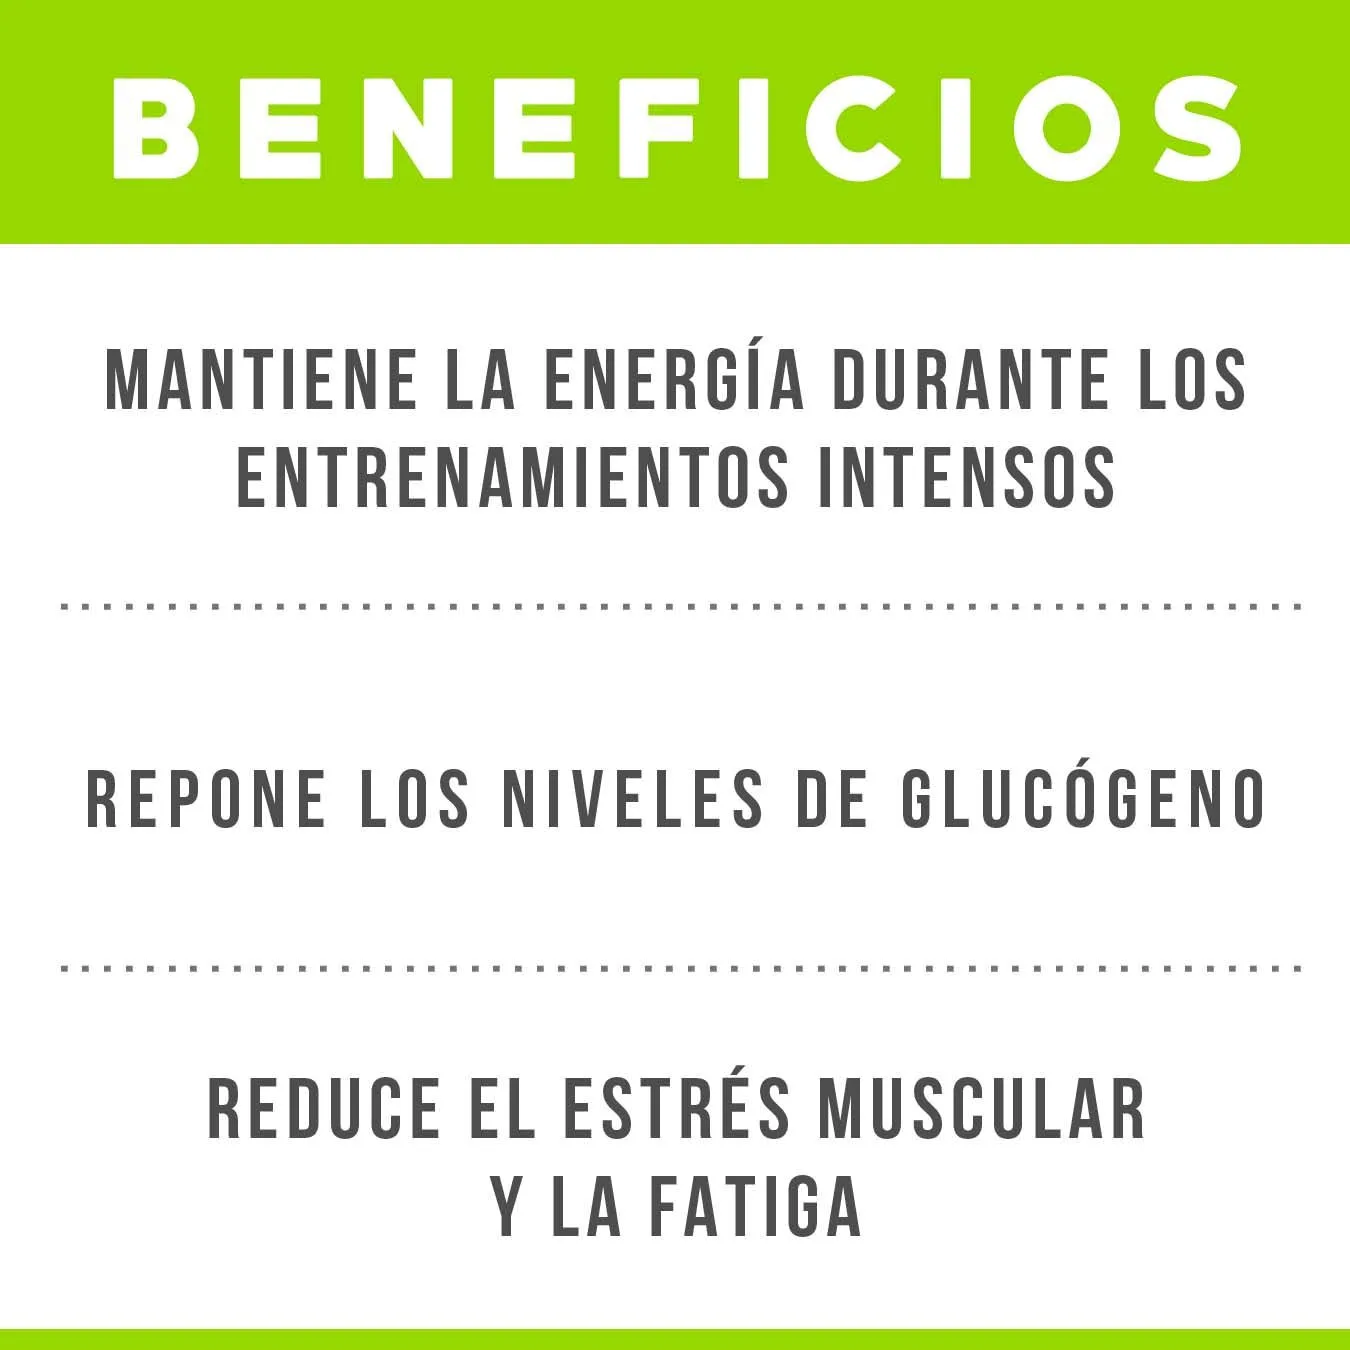 BENEFICIOS
MANTIENE LA ENERGÍA DURANTE LOS
ENTRENAMIENTOS INTENSOS
REPONE LOS NIVELES DE GLUCÓGENO
REDUCE EL ESTRÉS MUSCULAR
Y LA FATIGA